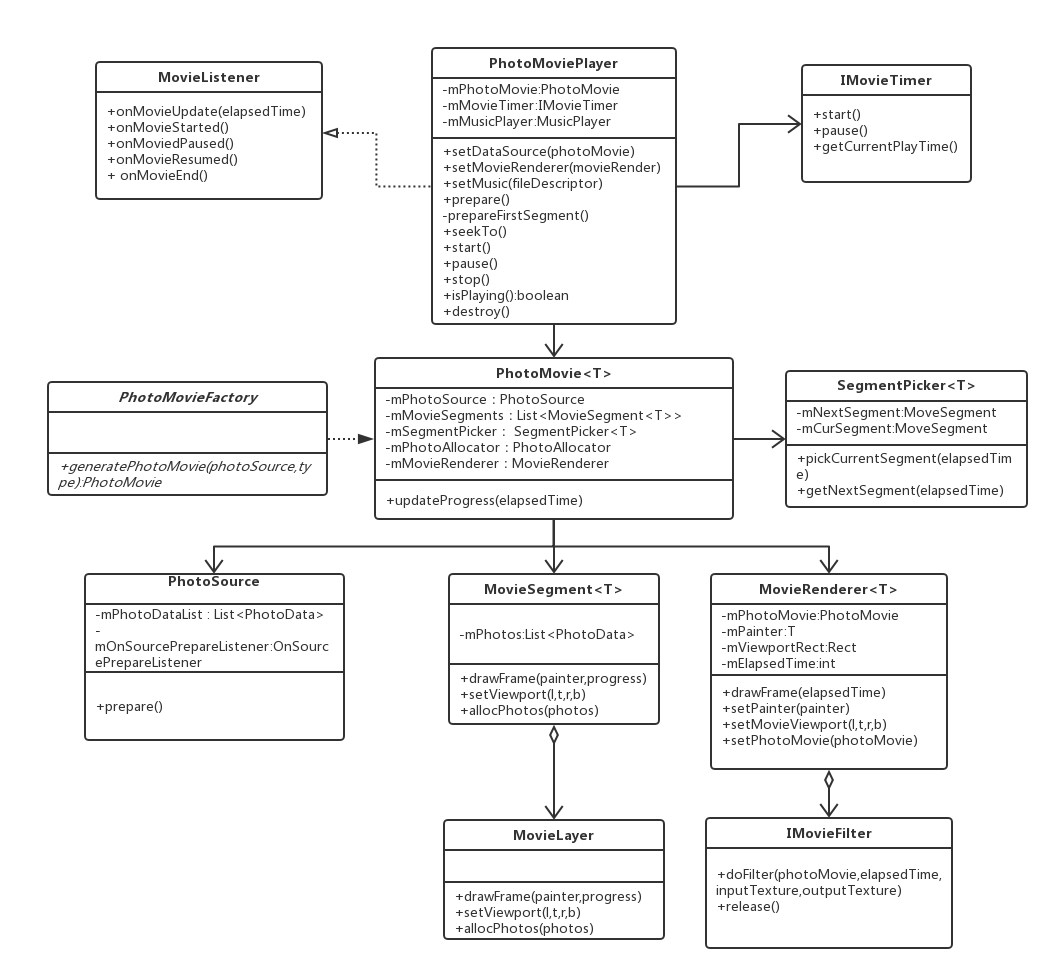 MovieListener
+onMovieUpdate(elapsedTime)
+onMovieStarted()
+onMoviedPaused()
+onMovieResumed()
+ onMovieEnd()
PhotoMoviePlayer
-mPhotoMovie:PhotoMovie
-mMovieTimer:IMovieTimer
-mMusicPlayer:MusicPlayer
+setDataSource(photoMovie)
+setMovieRenderer(movieRender)
+setMusic(fileDescriptor)
+prepare()
-prepareFirstSegment()
+seekTo()
+start()
+pause()
+stop()
+isPlaying():boolean
+destroy()
IMovieTimer
+start()
+pause()
+getCurrentPlayTime()
PhotoMovieFactory
+generatePhotoMovie(photoSource,ty
pe):PhotoMovie
PhotoMovie<T>
-mPhotoSource : PhotoSource
-mMovieSegments : List<MovieSegment<T>>
-mSegmentPicker :  SegmentPicker<T>
-mPhotoAllocator : PhotoAllocator
-mMovieRenderer : MovieRenderer
+updateProgress(elapsedTime)
SegmentPicker<T>
-mNextSegment:MoveSegment
-mCurSegment:MoveSegment
+pickCurrentSegment(elapsedTim
e)
+getNextSegment(elapsedTime)
PhotoSource
-mPhotoDataList : List<PhotoData>
-
mOnSourcePrepareListener:OnSourc
ePrepareListener
+prepare()
MovieSegment<T>
-mPhotos:List<PhotoData>
+drawFrame(painter,progress)
+setViewport(l,t,r,b)
+allocPhotos(photos)
MovieRenderer<T>
-mPhotoMovie:PhotoMovie
-mPainter:T
-mViewportRect:Rect
-mElapsedTime:int
+drawFrame(elapsedTime)
+setPainter(painter)
+setMovieViewport(l,t,r,b)
+setPhotoMovie(photoMovie)
MovieLayer
+drawFrame(painter,progress)
+setViewport(l,t,r,b)
+allocPhotos(photos)
IMovieFilter
+doFilter(photoMovie,elapsedTime,
inputTexture,outputTexture)
+release()